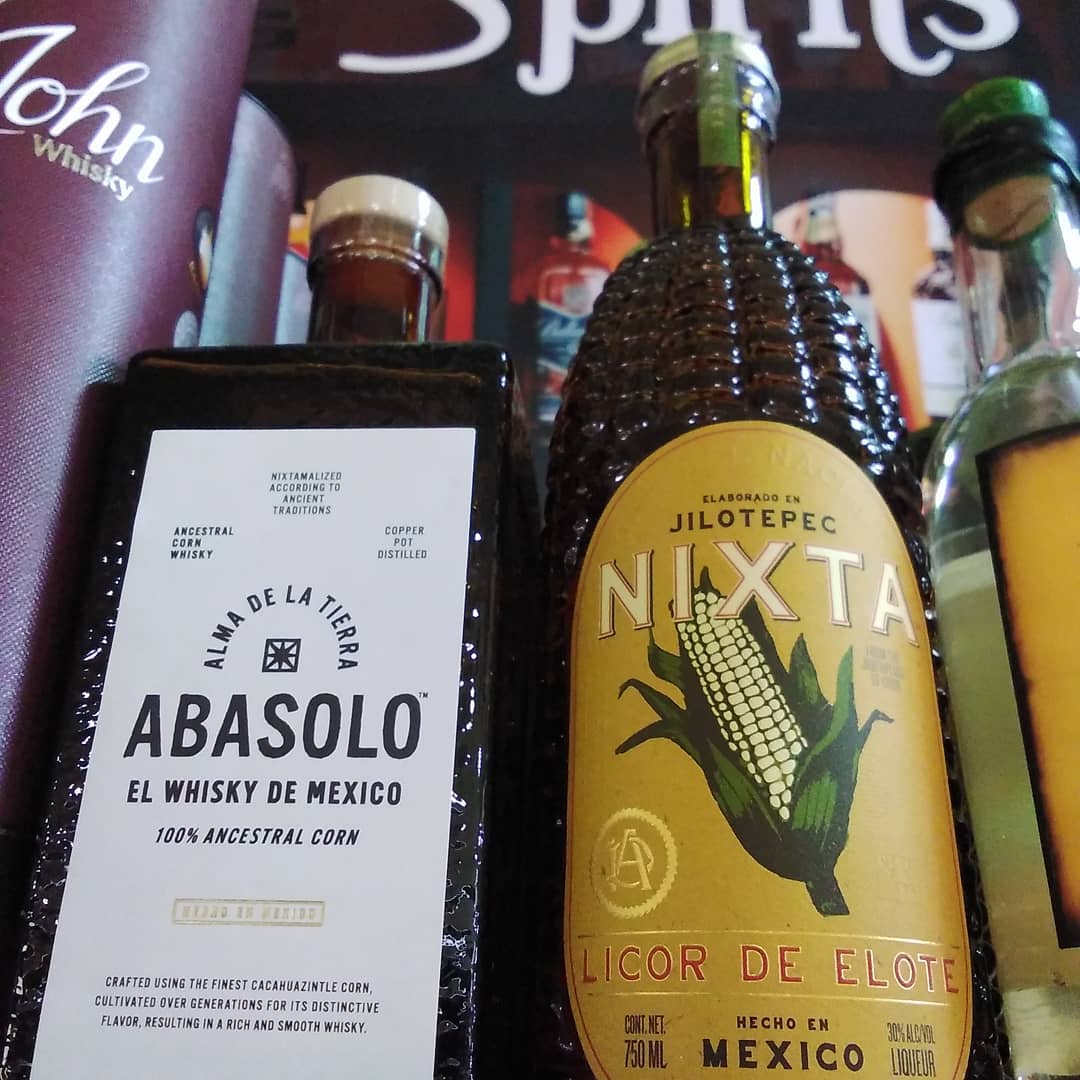 Spirits
John
Whisky
NIXTAMALIZED
ACCORDING TO
ANCIENT
TRADITIONS
ANCESTRAL
CORN
WHISKY
COPPER
POT
DISTILLED
ALMA DE LA TIERRA
ABASOLO™
EL WHISKY DE MEXICO
100% ANCESTRAL CORN
HECHO EN MEXICO
CRAFTED USING THE FINEST CACAHUAZINTLE CORN,
CULTIVATED OVER GENERATIONS FOR ITS DISTINCTIVE
FLAVOR, RESULTING IN A RICH AND SMOOTH WHISKY.
ELABORADO EN
JILOTEPEC
NIXTA
LICOR DE ELOTE
CONT. NET.
750 ML
HECHO EN
MEXICO
30% ALC/VOL
LIQUEUR